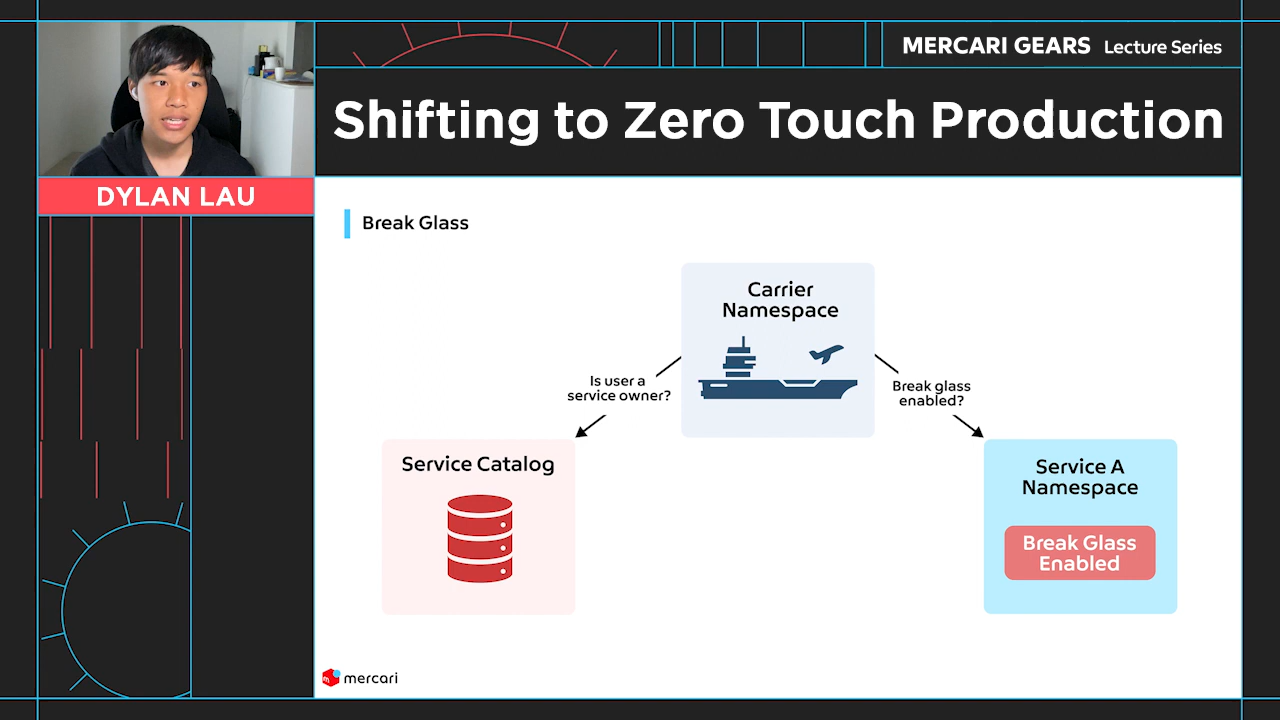 MERCARI GEARS Lecture Series
Shifting to Zero Touch Production
DYLAN LAU
Break Glass
Carrier
Namespace
Is user a
service owner?
Break glass
enabled?
Service Catalog
Service A
Namespace
Break Glass
Enabled
mercari